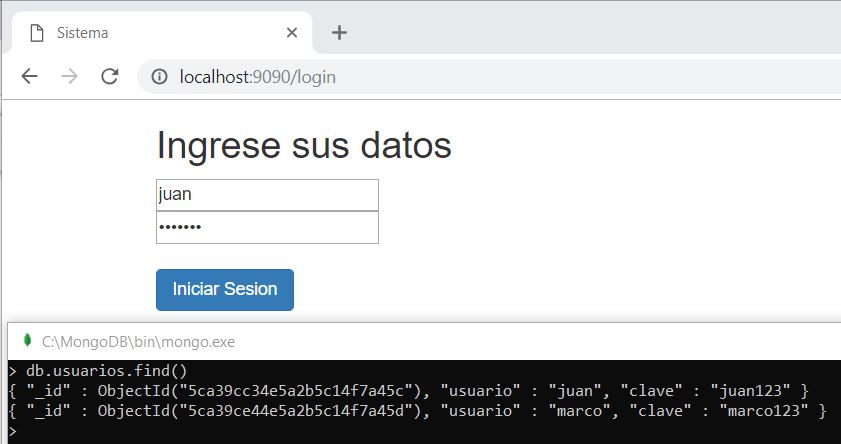 Sistema
localhost:9090/login
Ingrese sus datos
juan
•••••••
Iniciar Sesion
C:\MongoDB\bin\mongo.exe
> db.usuarios.find()
{ "_id" : ObjectId("5ca39cc34e5a2b5c14f7a45c"), "usuario" : "juan", "clave" : "juan123" }
{ "_id" : ObjectId("5ca39ce44e5a2b5c14f7a45d"), "usuario" : "marco", "clave" : "marco123" }
>